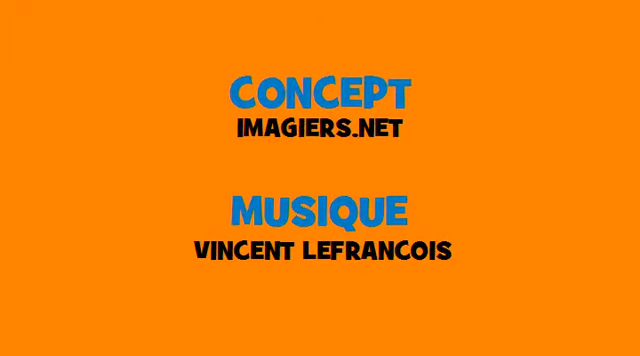 CONCEPT
IMAGIERS.NET
MUSIQUE
VINCENT LEFRANCOIS